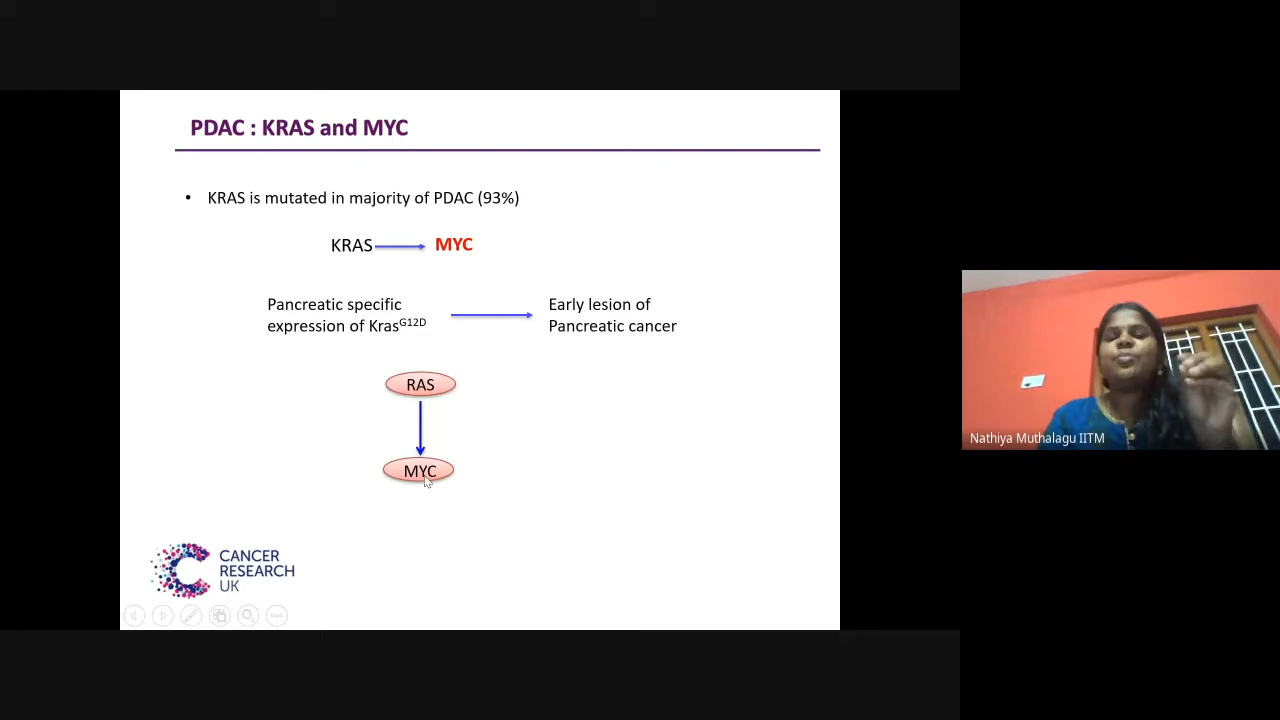 PDAC : KRAS and MYC
• KRAS is mutated in majority of PDAC (93%)
KRAS MYC
Pancreatic specific
expression of KrasG12D
Early lesion of
Pancreatic cancer
RAS
MYC
CANCER
RESEARCH
UK
Nathiya Muthalagu IITM